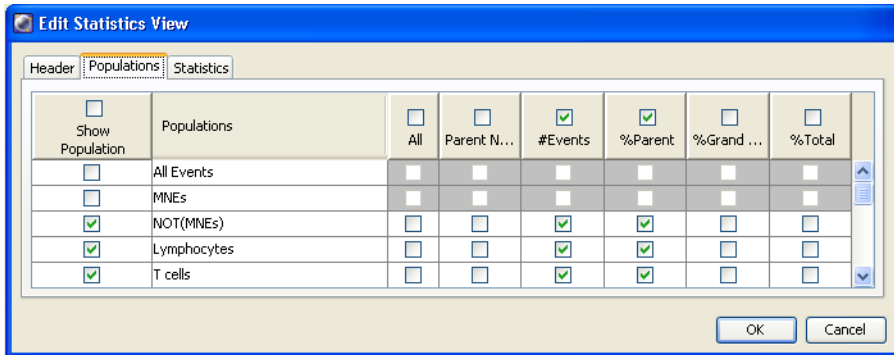 Edit Statistics View
Header Populations Statistics
Show Population Populations All Parent N... #Events %Parent %Grand ... %Total
All Events
MNEs
NOT(MNEs)
Lymphocytes
T cells
OK Cancel